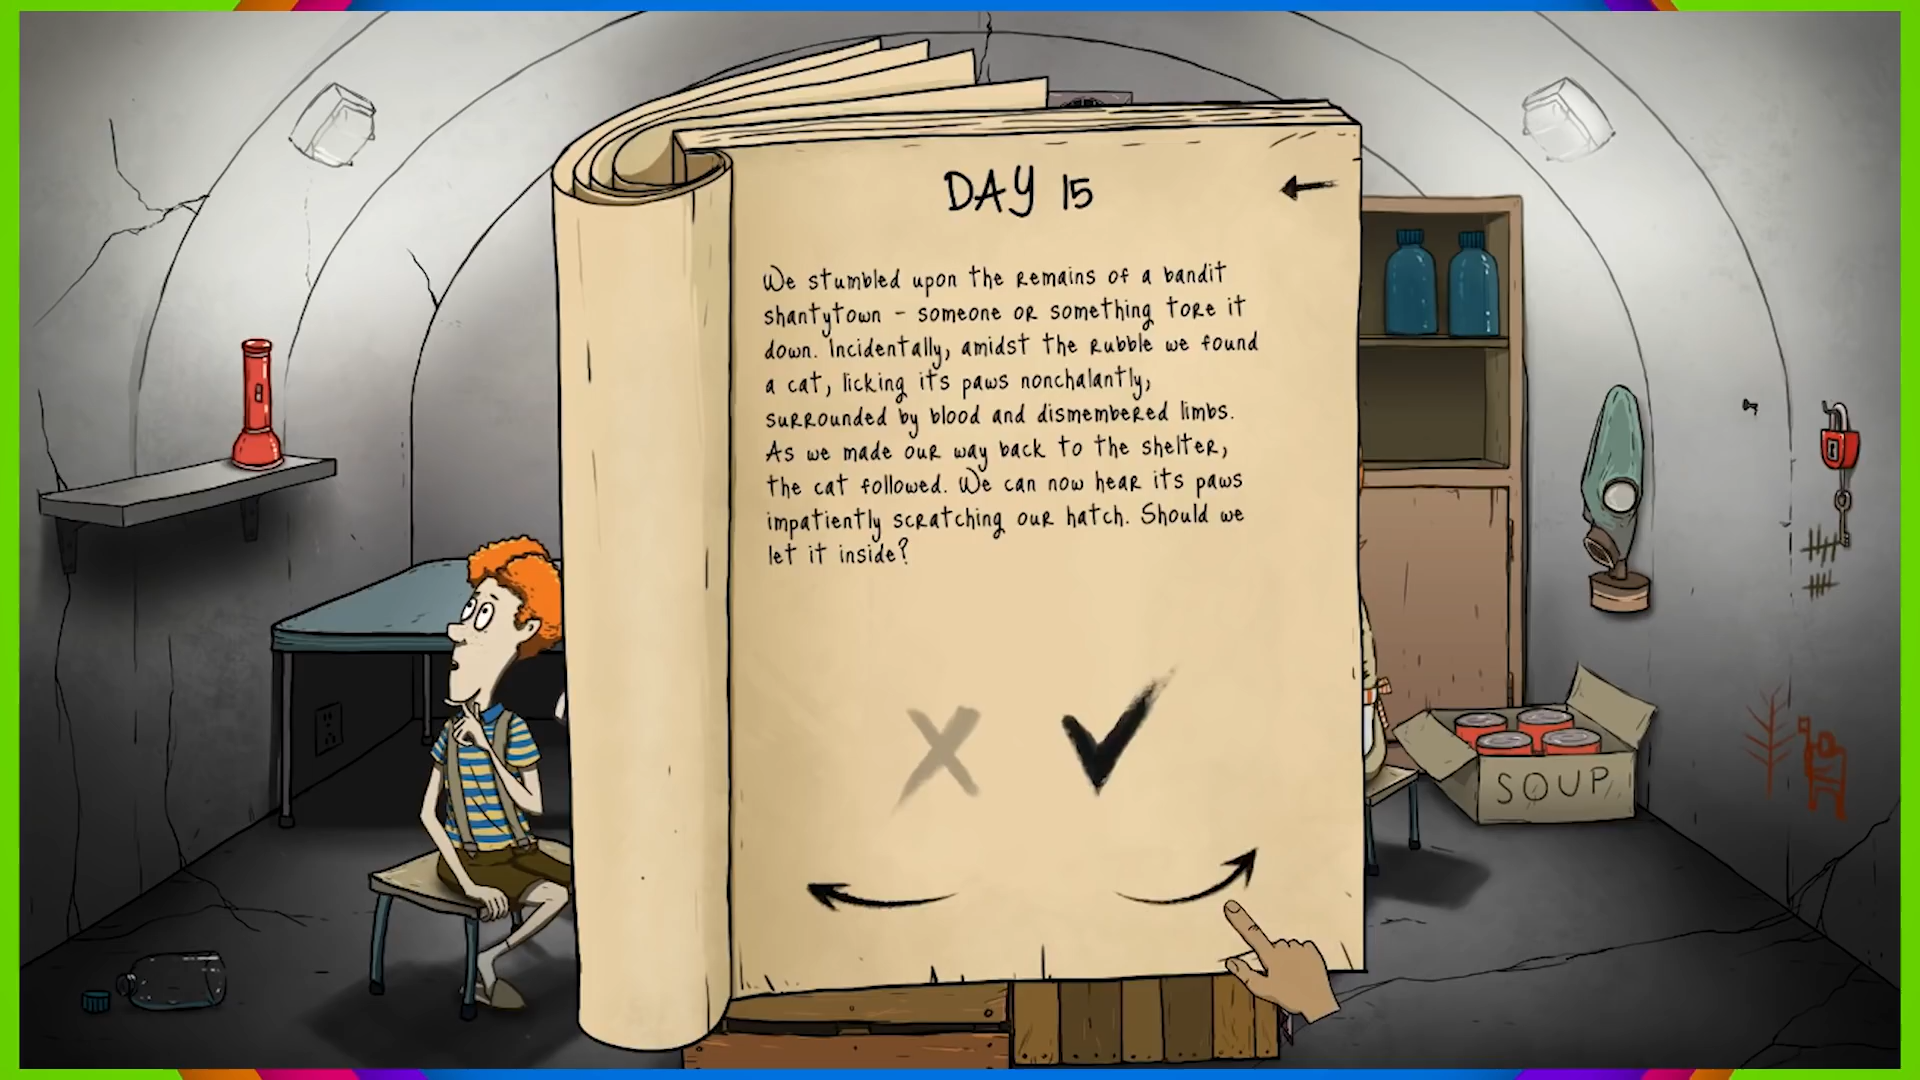 DAY 15
We stumbled upon the remains of a bandit
shantytown - someone or something tore it
down. Incidentally, amidst the rubble we found
a cat, licking its paws nonchalantly,
surrounded by blood and dismembered limbs.
As we made our way back to the shelter,
the cat followed. We can now hear its paws
impatiently scratching our hatch. Should we
let it inside?
SOUP